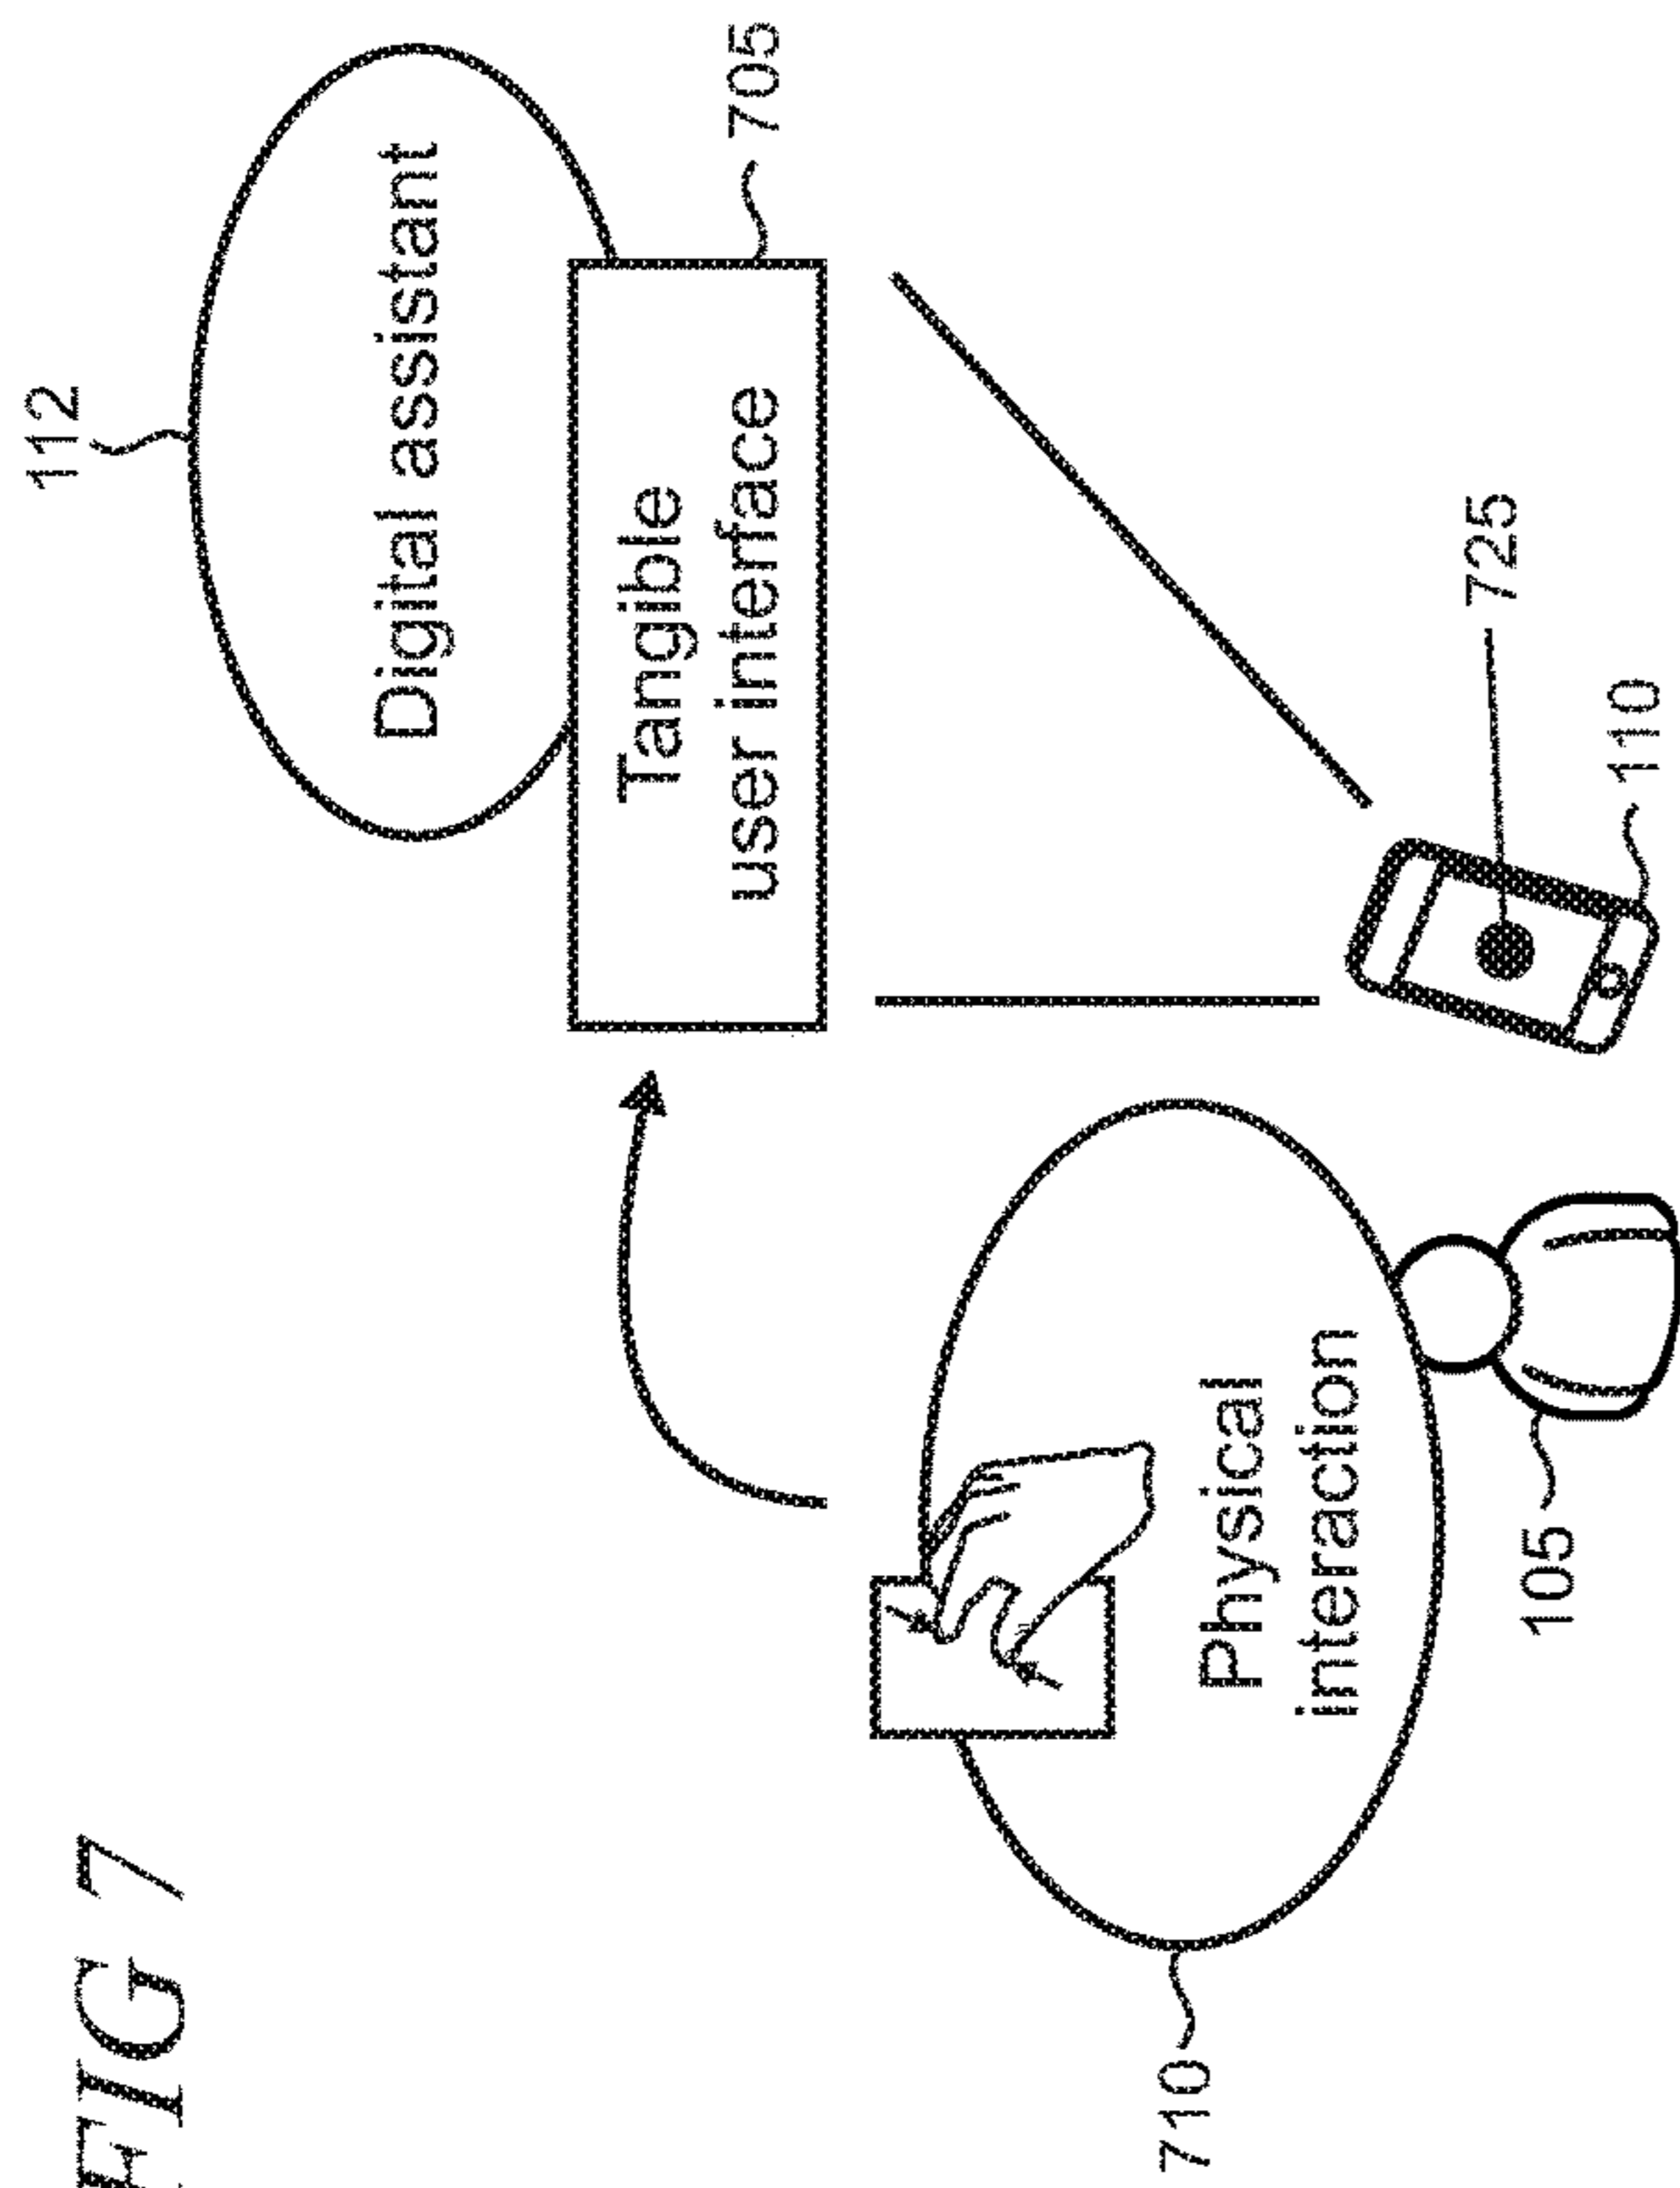 FIG 7
112
Digital assistant
Tangible
user interface
705
710
Physical
interaction
105
725
110